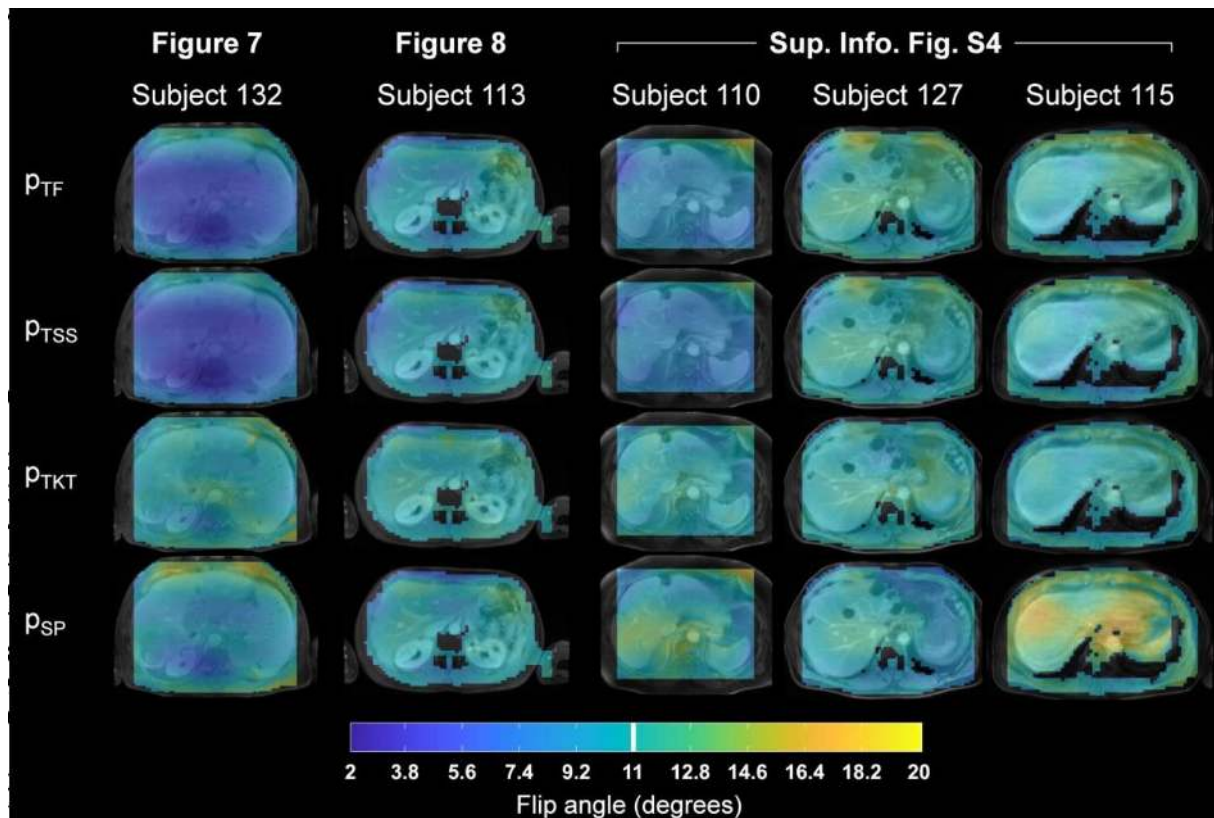 Figure 7 Figure 8 Sup. Info. Fig. S4
Subject 132 Subject 113 Subject 110 Subject 127 Subject 115
pTF
pTSS
pTKT
pSP
2 3.8 5.6 7.4 9.2 11 12.8 14.6 16.4 18.2 20
Flip angle (degrees)